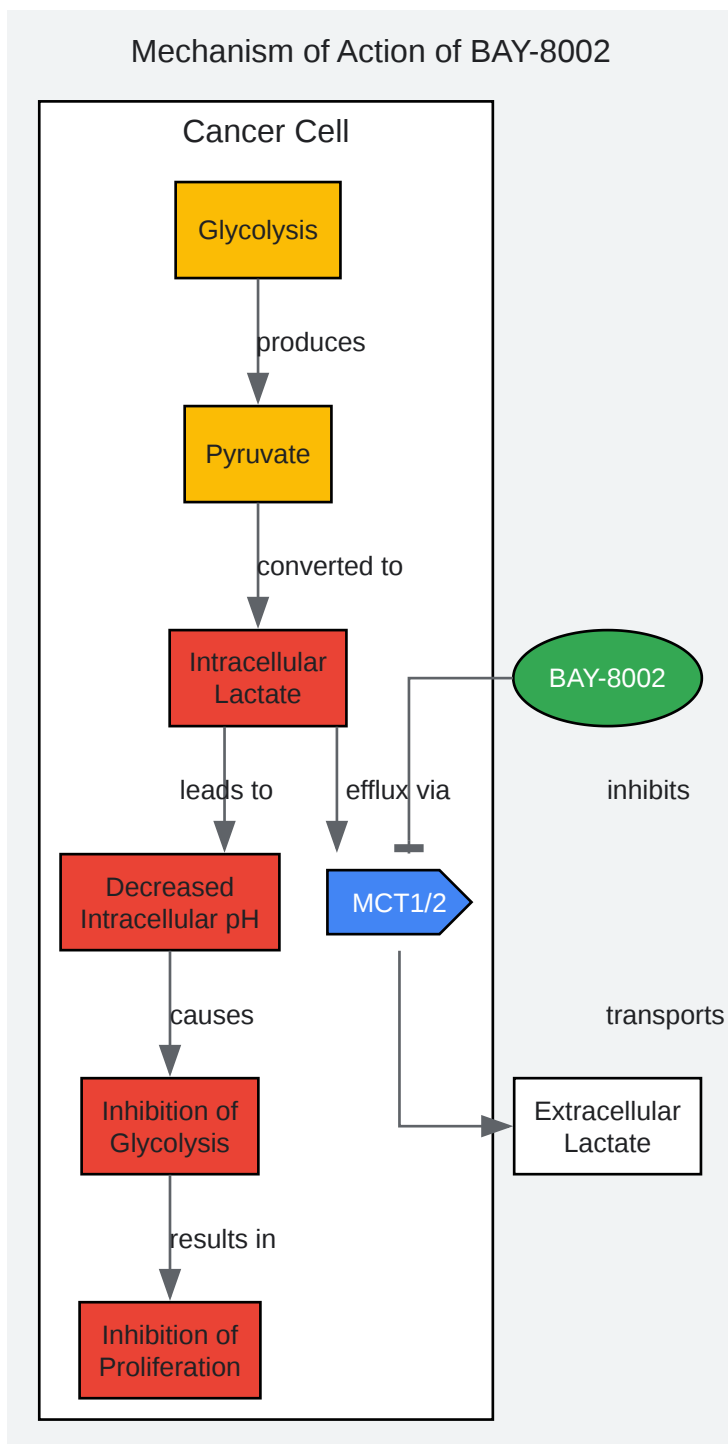 Mechanism of Action of BAY-8002
Cancer Cell
Glycolysis
produces
Pyruvate
converted to
Intracellular
Lactate
BAY-8002
leads to
efflux via
inhibits
Decreased
Intracellular pH
MCT1/2
causes
transports
Inhibition of
Glycolysis
Extracellular
Lactate
results in
Inhibition of
Proliferation